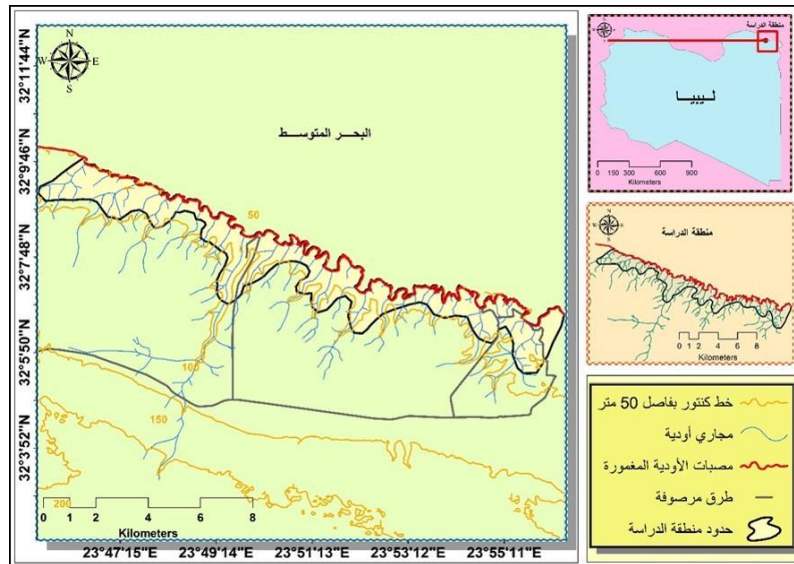 N
W E
S
البحر المتوسط
50
100
150
200
32°11'44"N
32°9'46"N
32°7'48"N
32°5'50"N
32°3'52"N
0 1 2 4 6 8
Kilometers
23°47'15"E 23°49'14"E 23°51'13"E 23°53'12"E 23°55'11"E
منطقة الدراسة
N
ليبيا
0 150 300 600 900
Kilometers
منطقة الدراسة
N
0 1 2 4 6 8
خط كنتور بفاصل 50 متر
مجاري أودية
مصبات الأودية المغمورة
طرق مرصوفة
حدود منطقة الدراسة